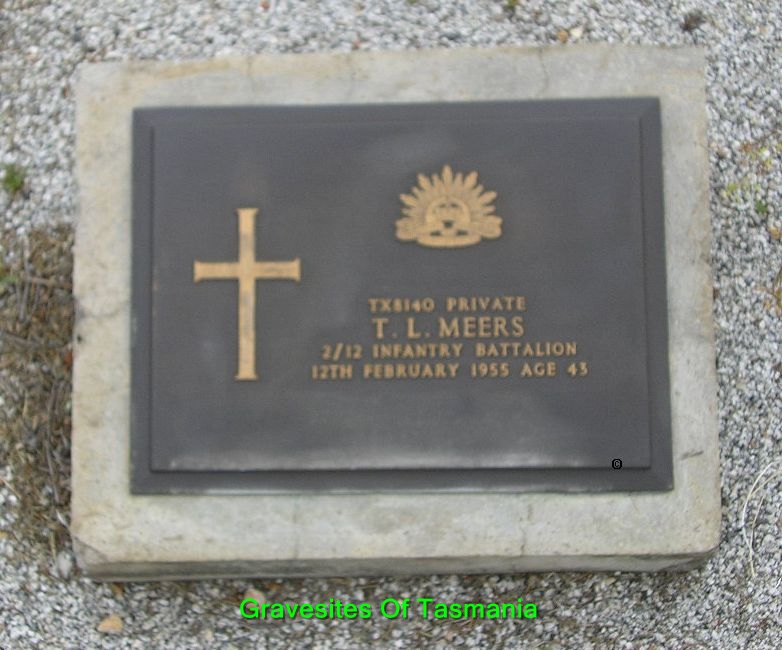 TX8140 PRIVATE
T. L. MEERS
2/12 INFANTRY BATTALION
12TH FEBRUARY 1955 AGE 43
©
Gravesites Of Tasmania